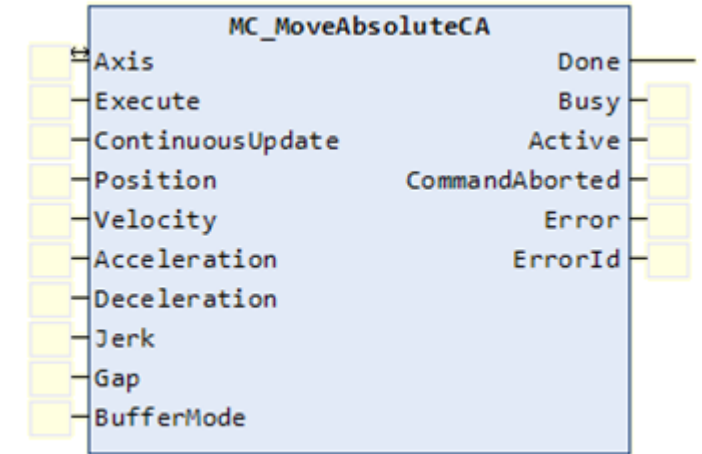 MC_MoveAbsoluteCA
Axis Done
Execute Busy
ContinuousUpdate Active
Position CommandAborted
Velocity Error
Acceleration ErrorId
Deceleration
Jerk
Gap
BufferMode